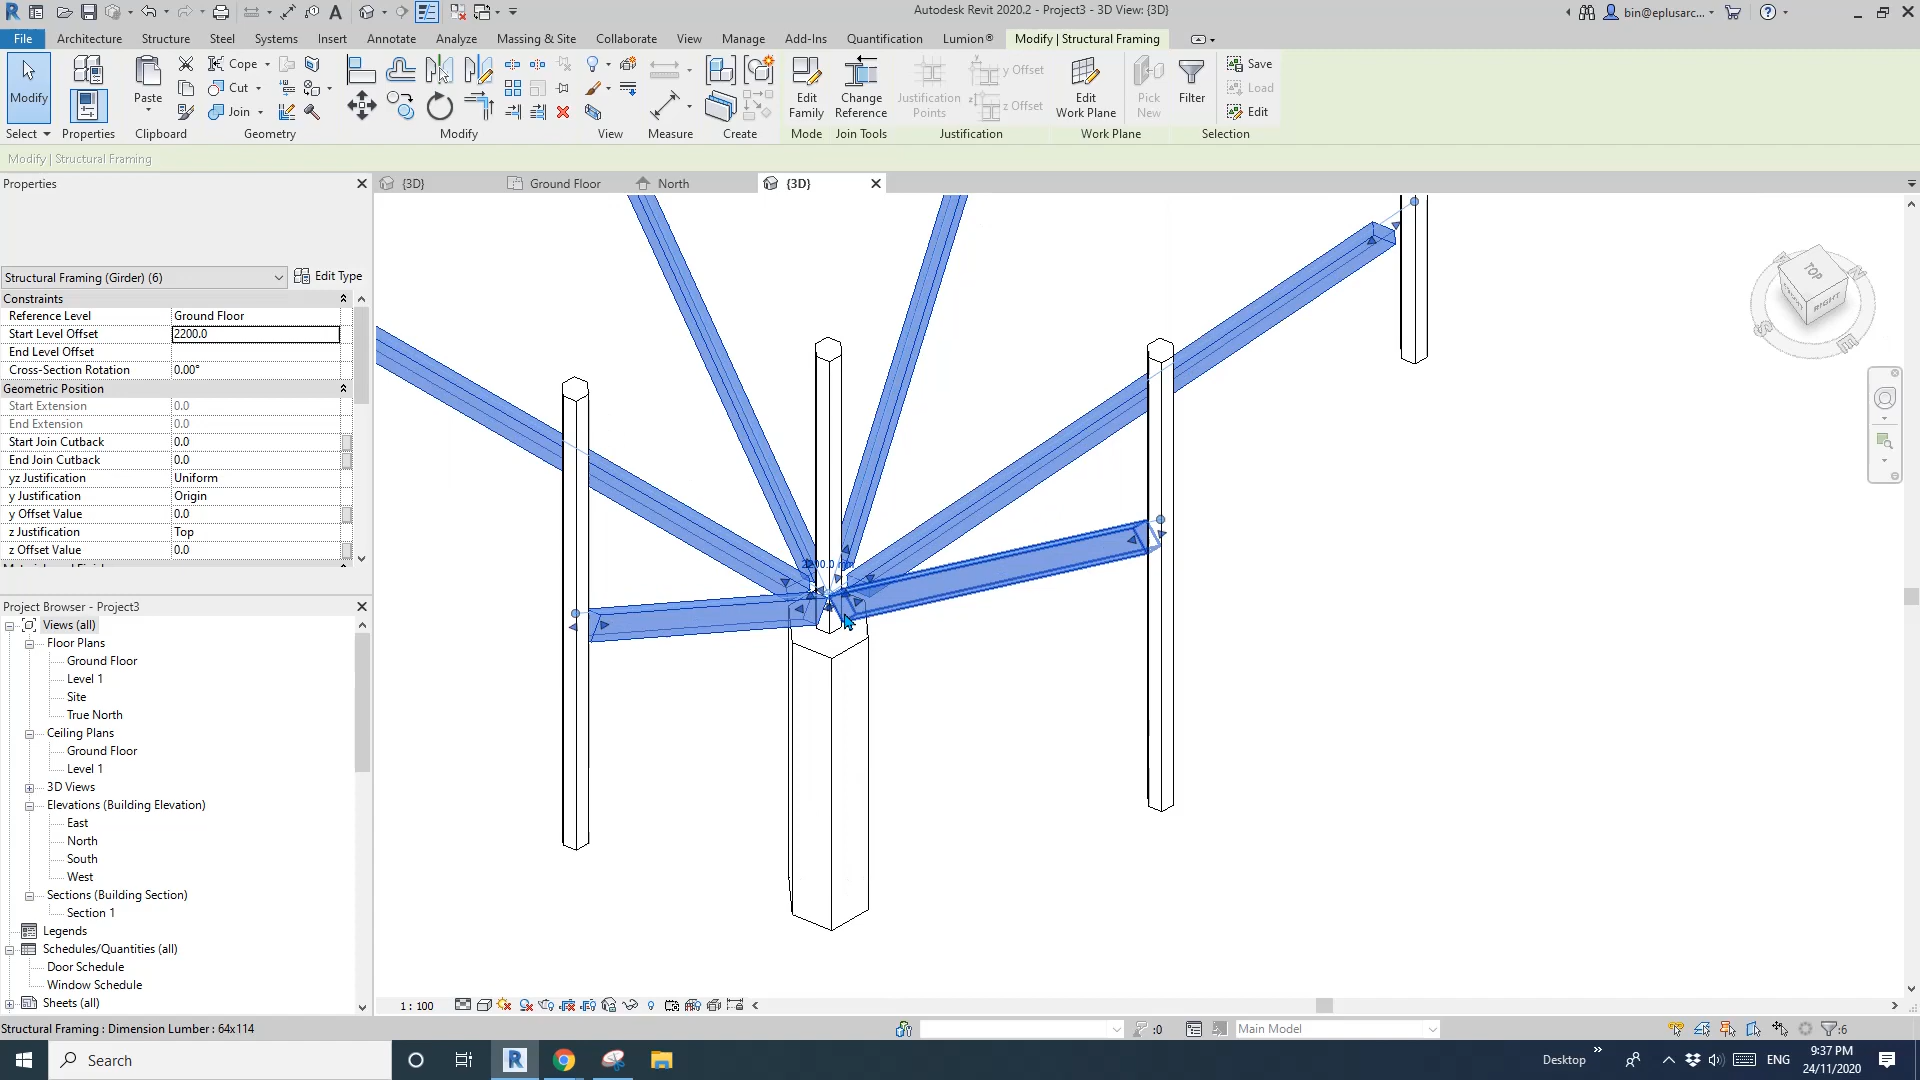 Autodesk Revit 2020.2 - Project3 - 3D View: {3D}
bin@eplusarc...
File Architecture Structure Steel Systems Insert Annotate Analyze Massing & Site Collaborate View Manage Add-Ins Quantification Lumion® Modify | Structural Framing
Modify
Paste
Cope
Cut
Join
Edit Family
Change Reference
Justification Points
y Offset
z Offset
Edit Work Plane
Pick New
Filter
Save
Load
Edit
Select Properties Clipboard Geometry Modify View Measure Create Mode Join Tools Justification Work Plane Selection
Modify | Structural Framing
Properties
{3D} Ground Floor North {3D}
Structural Framing (Girder) (6) Edit Type
Constraints
Reference Level Ground Floor
Start Level Offset 2200.0
End Level Offset
Cross-Section Rotation 0.00°
Geometric Position
Start Extension 0.0
End Extension 0.0
Start Join Cutback 0.0
End Join Cutback 0.0
yz Justification Uniform
y Justification Origin
y Offset Value 0.0
z Justification Top
z Offset Value 0.0
TOP
RIGHT
N
S
E
Project Browser - Project3
Views (all)
Floor Plans
Ground Floor
Level 1
Site
True North
Ceiling Plans
Ground Floor
Level 1
3D Views
Elevations (Building Elevation)
East
North
South
West
Sections (Building Section)
Section 1
Legends
Schedules/Quantities (all)
Door Schedule
Window Schedule
Sheets (all)
1 : 100
Structural Framing : Dimension Lumber : 64x114
:0
Main Model
:6
Search
Desktop
ENG
9:37 PM
24/11/2020